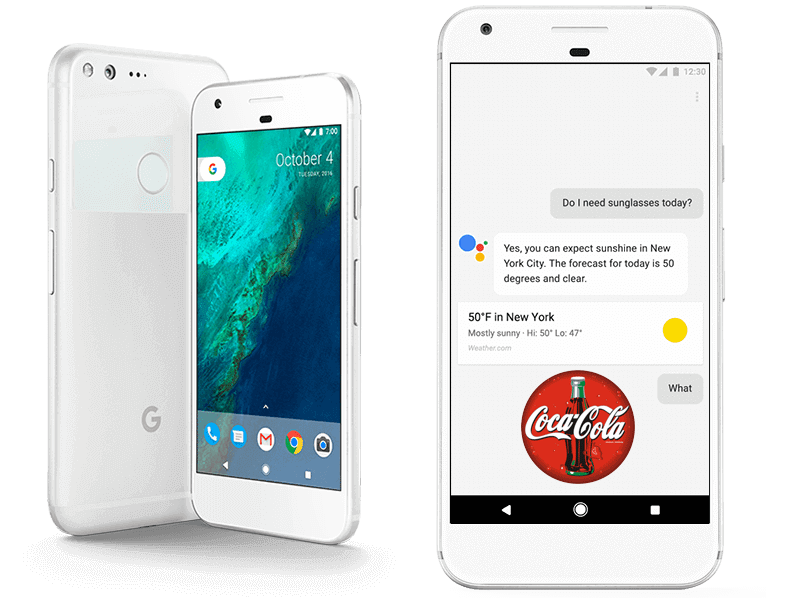 7:00
October 4
TUESDAY, 2016
G
G
12:30
Do I need sunglasses today?
Yes, you can expect sunshine in New
York City. The forecast for today is 50
degrees and clear.
50°F in New York
Mostly sunny · Hi: 50° Lo: 47°
Weather.com
What
Coca-Cola